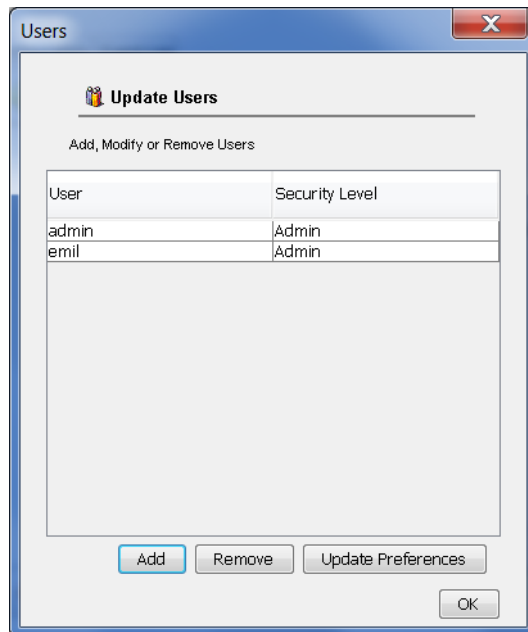 Users
Update Users
Add, Modify or Remove Users
User Security Level
admin Admin
emil Admin
Add Remove Update Preferences
OK